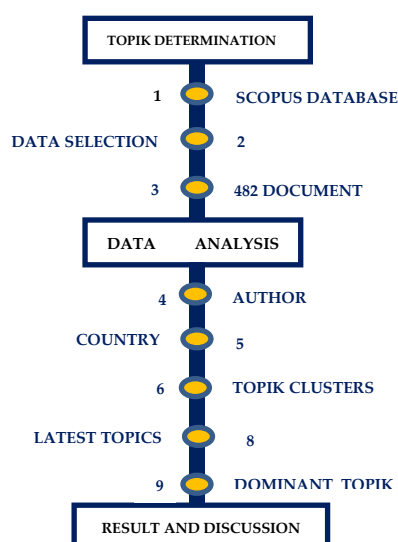 TOPIK DETERMINATION
1 SCOPUS DATABASE
DATA SELECTION 2
3 482 DOCUMENT
DATA ANALYSIS
4 AUTHOR
COUNTRY 5
6 TOPIK CLUSTERS
LATEST TOPICS 8
9 DOMINANT TOPIK
RESULT AND DISCUSSION